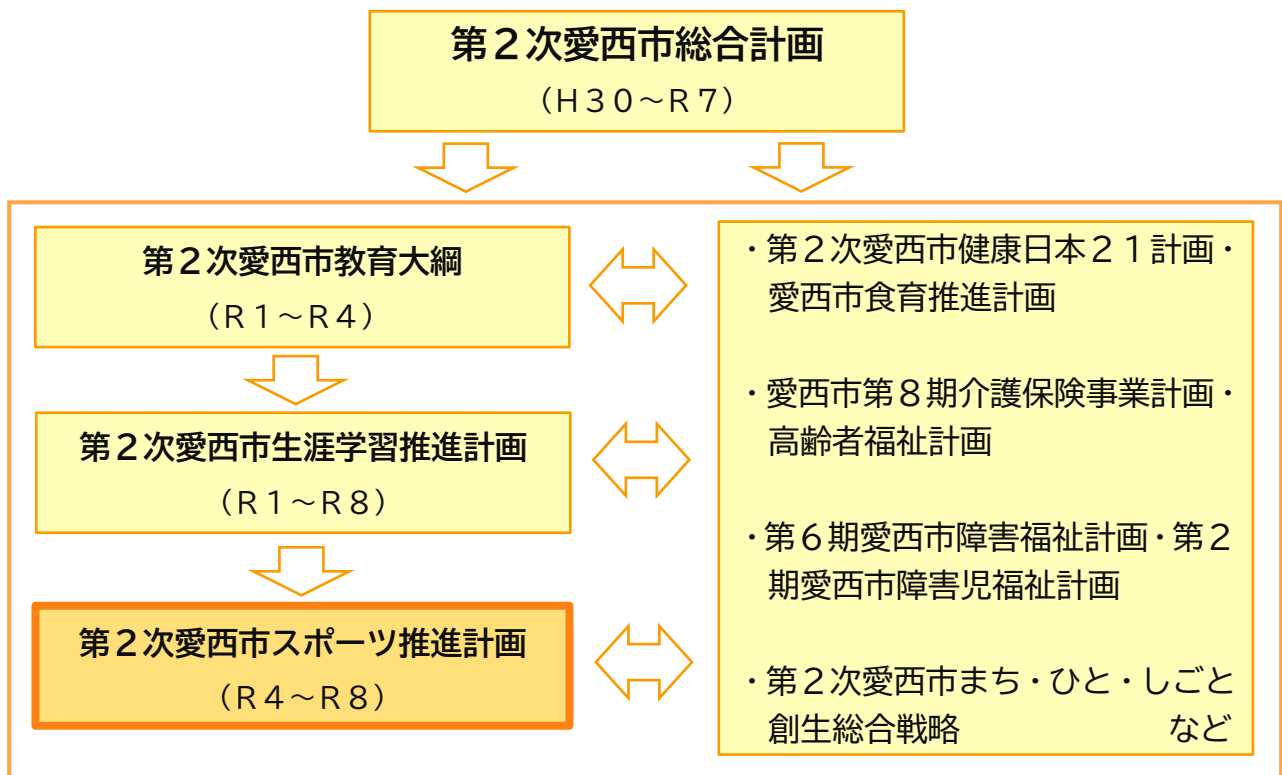 第２次愛西市総合計画
（Ｈ３０～Ｒ７）
第２次愛西市教育大綱
（Ｒ１～Ｒ４）
第２次愛西市生涯学習推進計画
（Ｒ１～Ｒ８）
第２次愛西市スポーツ推進計画
（Ｒ４～Ｒ８）
・第２次愛西市健康日本２１計画・
愛西市食育推進計画
・愛西市第８期介護保険事業計画・
高齢者福祉計画
・第６期愛西市障害福祉計画・第２
期愛西市障害児福祉計画
・第２次愛西市まち・ひと・しごと
創生総合戦略　　　　　　など